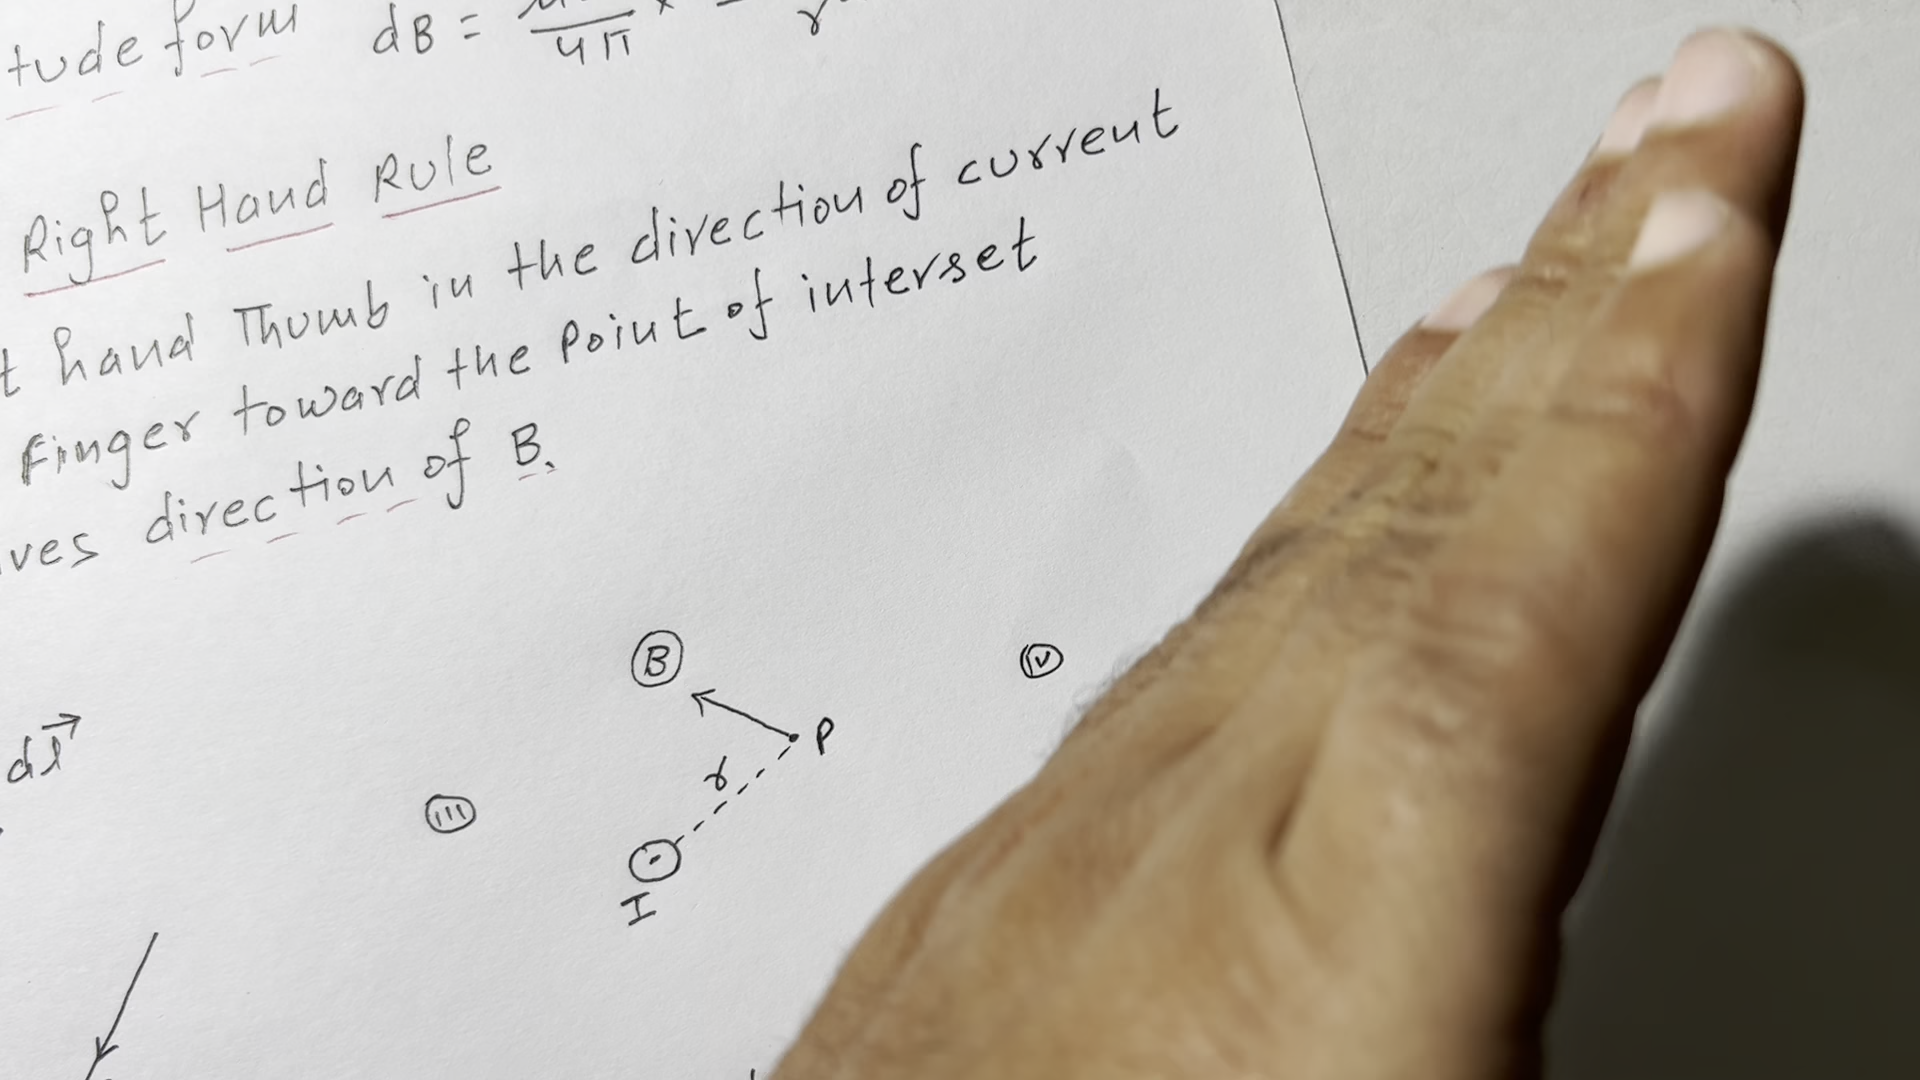 tude form dB = 4π r
Right Hand Rule
t hand Thumb in the direction of current
Finger toward the Point of interset
ves direction of B.
B
IV
P
dl
r
III
I